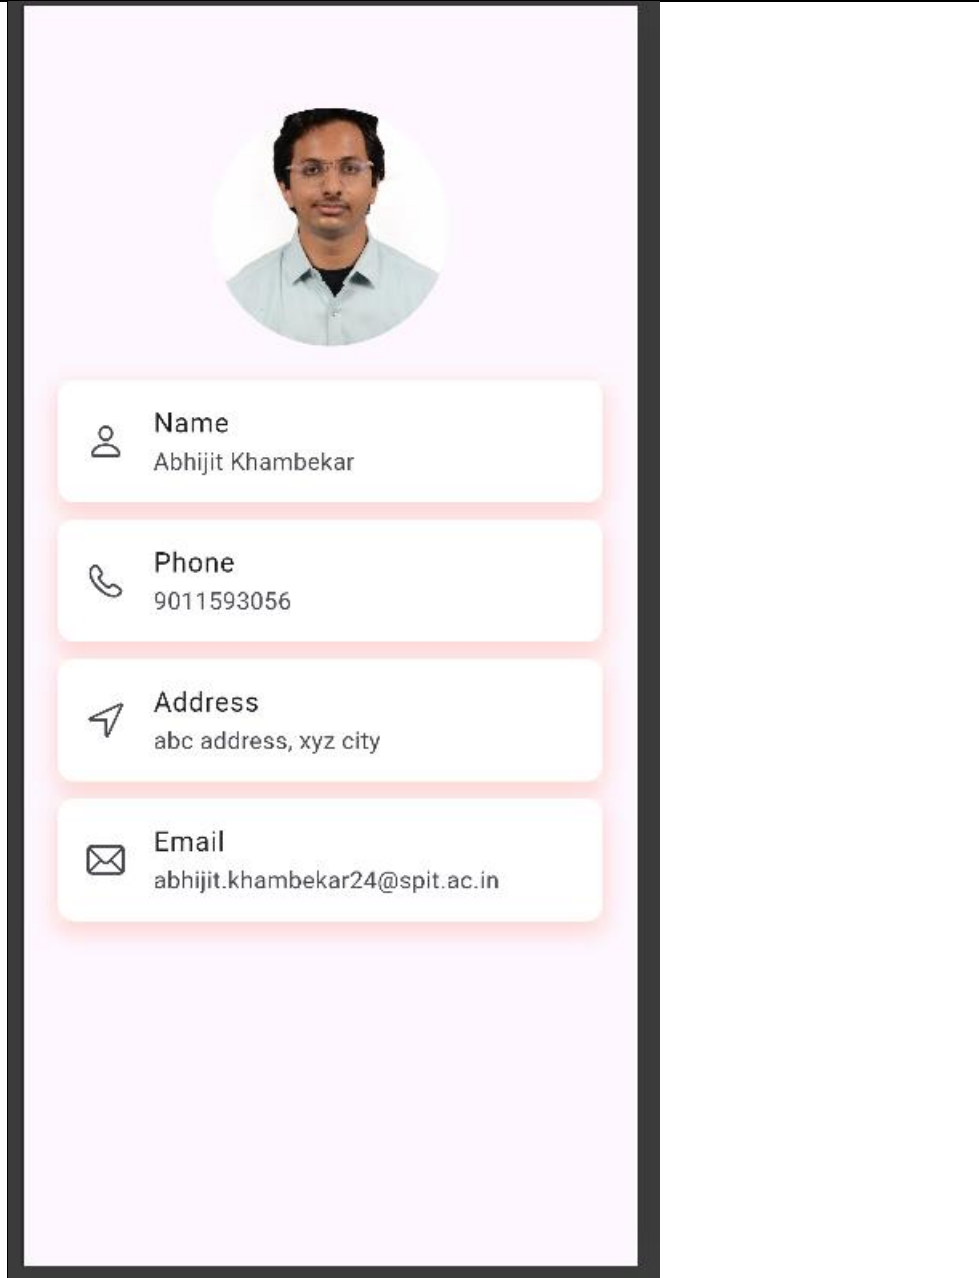 Name
Abhijit Khambekar
Phone
9011593056
Address
abc address, xyz city
Email
abhijit.khambekar24@spit.ac.in